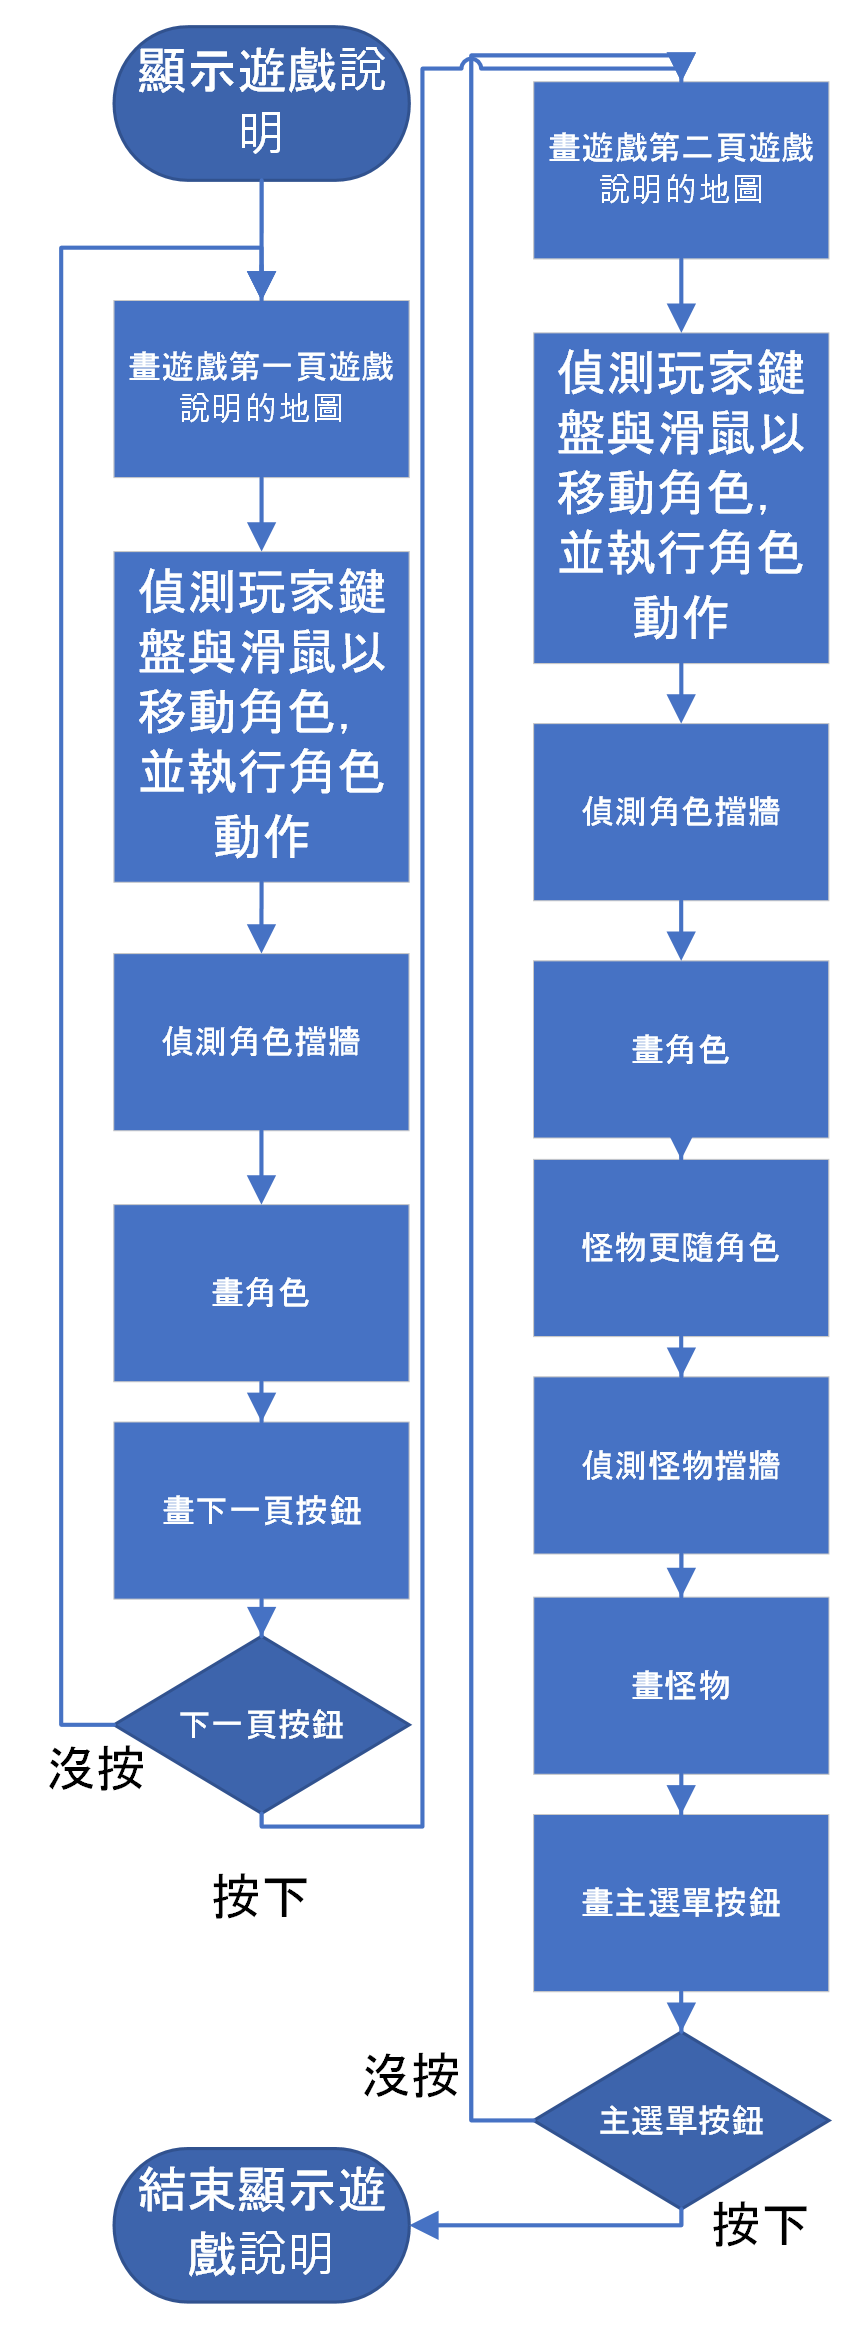 顯示遊戲說
明
畫遊戲第一頁遊戲
說明的地圖
偵測玩家鍵
盤與滑鼠以
移動角色,
並執行角色
動作
偵測角色擋牆
畫角色
畫下一頁按鈕
下一頁按鈕
沒按
按下
畫遊戲第二頁遊戲
說明的地圖
偵測玩家鍵
盤與滑鼠以
移動角色,
並執行角色
動作
偵測角色擋牆
畫角色
怪物更隨角色
偵測怪物擋牆
畫怪物
畫主選單按鈕
主選單按鈕
沒按
按下
結束顯示遊
戲說明